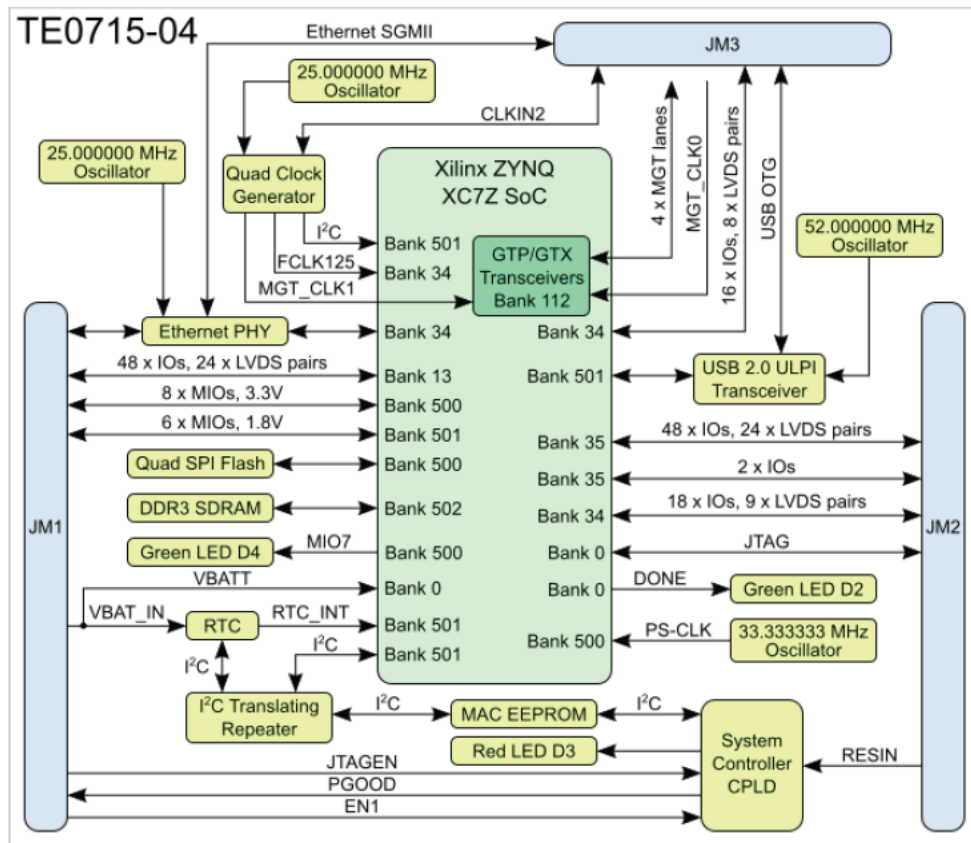 TE0715-04
Ethernet SGMII
JM3
25.000000 MHz
Oscillator
CLKIN2
25.000000 MHz
Oscillator
Quad Clock
Generator
Xilinx ZYNQ
XC7Z SoC
4 x MGT lanes
MGT_CLK0
16 x IOs, 8 x LVDS pairs
USB OTG
52.000000 MHz
Oscillator
I²C
Bank 501
FCLK125
Bank 34
MGT_CLK1
GTP/GTX
Transceivers
Bank 112
Ethernet PHY
Bank 34
Bank 34
48 x IOs, 24 x LVDS pairs
Bank 13
Bank 501
USB 2.0 ULPI
Transceiver
8 x MIOs, 3.3V
Bank 500
6 x MIOs, 1.8V
Bank 501
Bank 35
48 x IOs, 24 x LVDS pairs
Quad SPI Flash
Bank 500
Bank 35
2 x IOs
DDR3 SDRAM
Bank 502
Bank 34
18 x IOs, 9 x LVDS pairs
JM1
JM2
Green LED D4
MIO7
Bank 500
Bank 0
JTAG
VBATT
Bank 0
Bank 0
DONE
Green LED D2
VBAT_IN
RTC
RTC_INT
Bank 501
Bank 500
PS-CLK
33.333333 MHz
Oscillator
I²C
I²C
Bank 501
I²C Translating
Repeater
I²C
MAC EEPROM
I²C
System
Controller
CPLD
Red LED D3
RESIN
JTAGEN
PGOOD
EN1